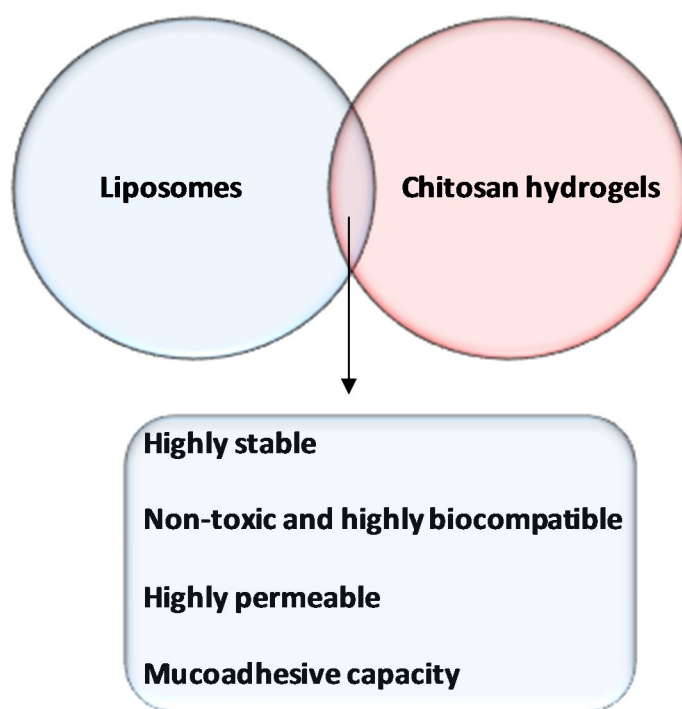 Liposomes
Chitosan hydrogels
Highly stable
Non-toxic and highly biocompatible
Highly permeable
Mucoadhesive capacity